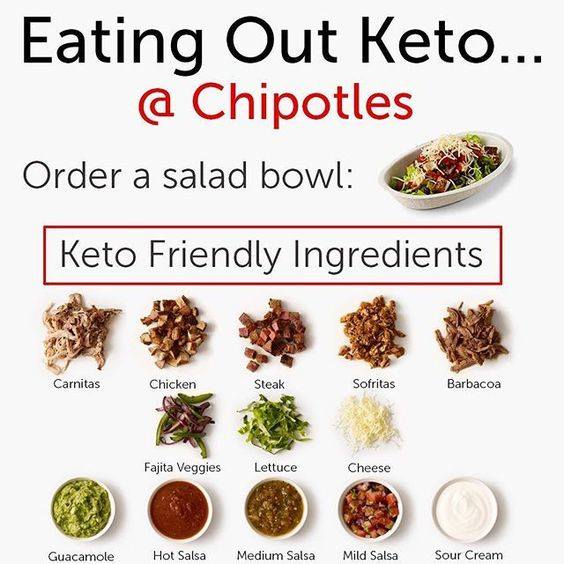 Eating Out Keto...
@ Chipotles
Order a salad bowl:
Keto Friendly Ingredients
Carnitas Chicken Steak Sofritas Barbacoa
Fajita Veggies Lettuce Cheese
Guacamole Hot Salsa Medium Salsa Mild Salsa Sour Cream